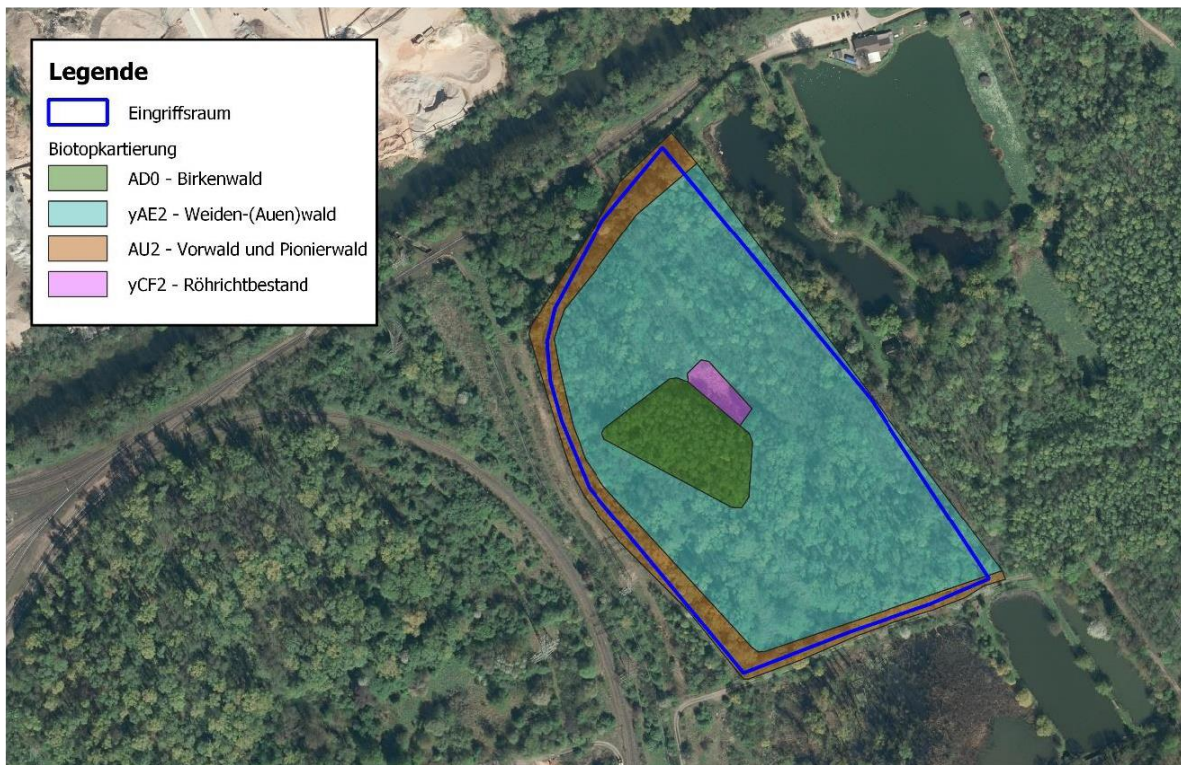 Legende
Eingriffsraum
Biotopkartierung
AD0 - Birkenwald
yAE2 - Weiden-(Auen)wald
AU2 - Vorwald und Pionierwald
yCF2 - Röhrichtbestand